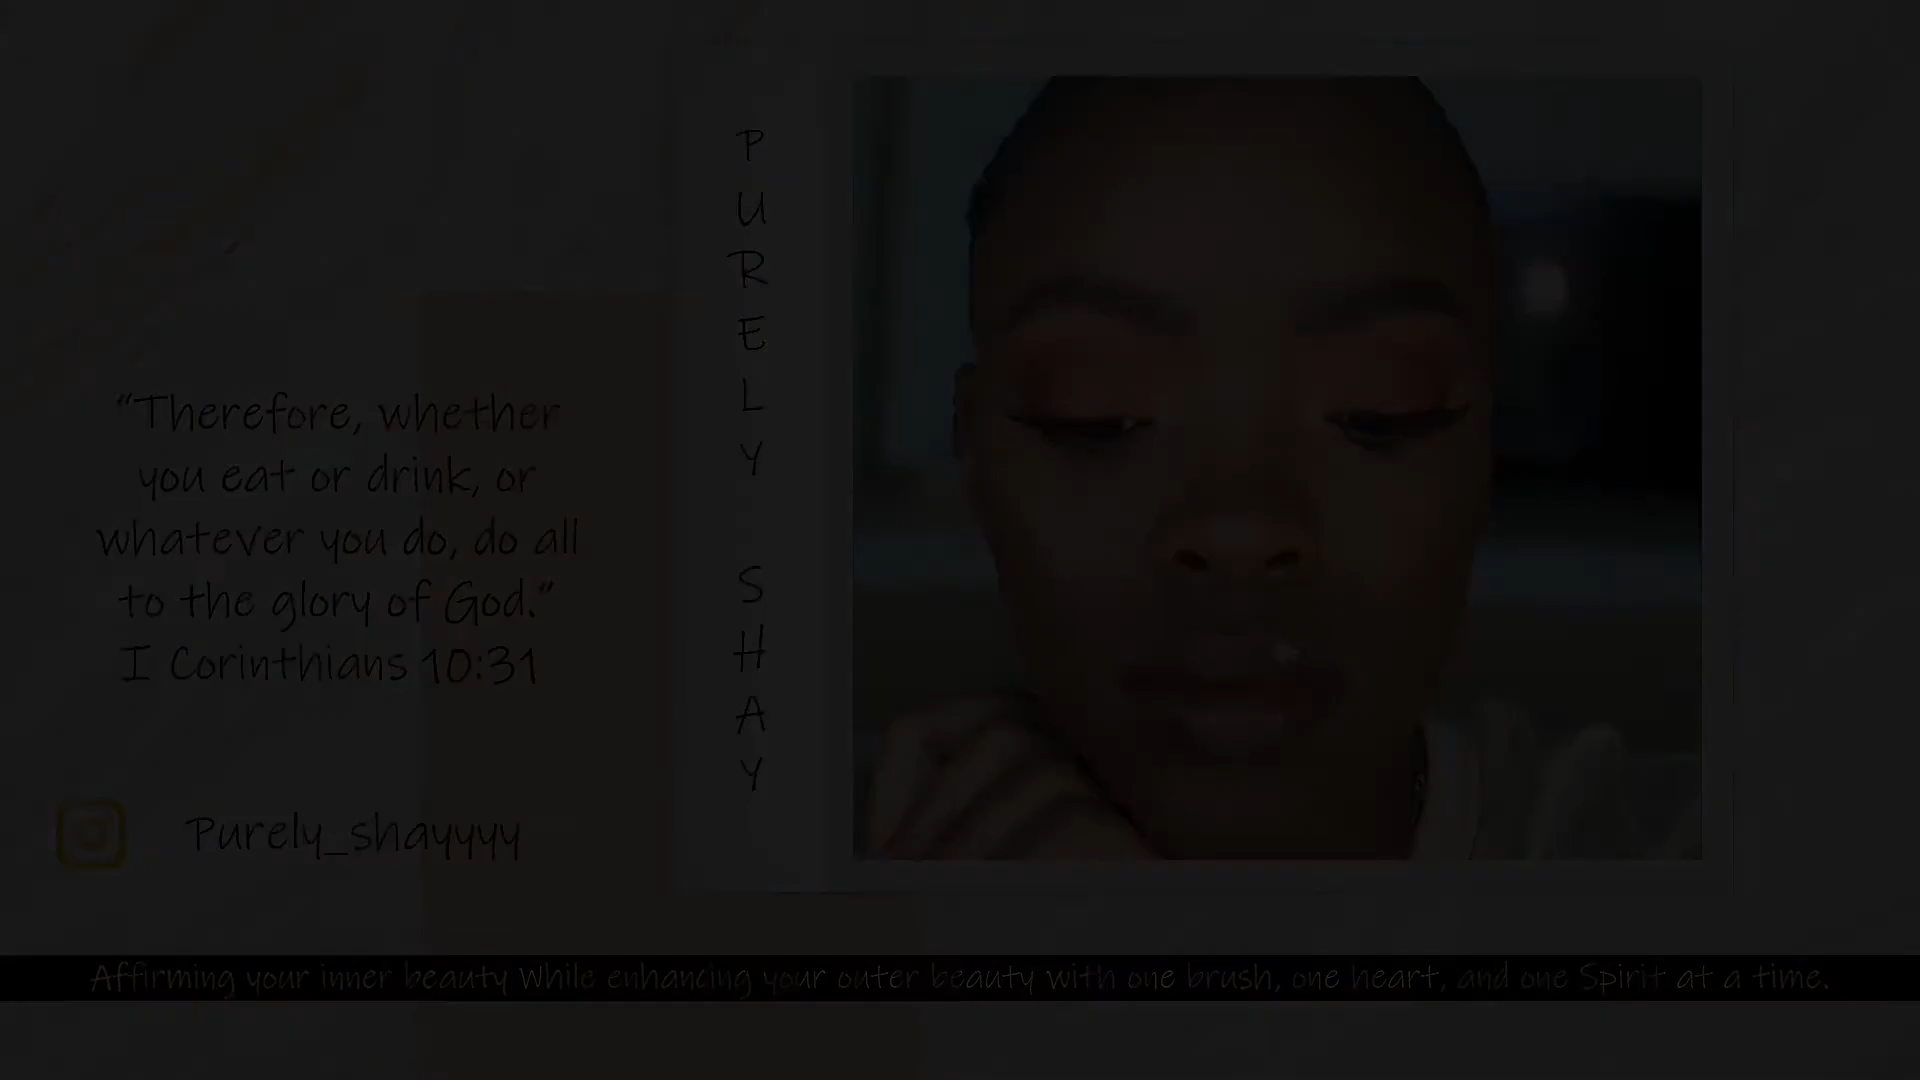 "Therefore, whether
you eat or drink, or
whatever you do, do all
to the glory of God."
I Corinthians 10:31
Purely_shayyyy
PURELY SHAY
Affirming your inner beauty While enhancing your outer beauty with one brush, one heart, and one Spirit at a time.